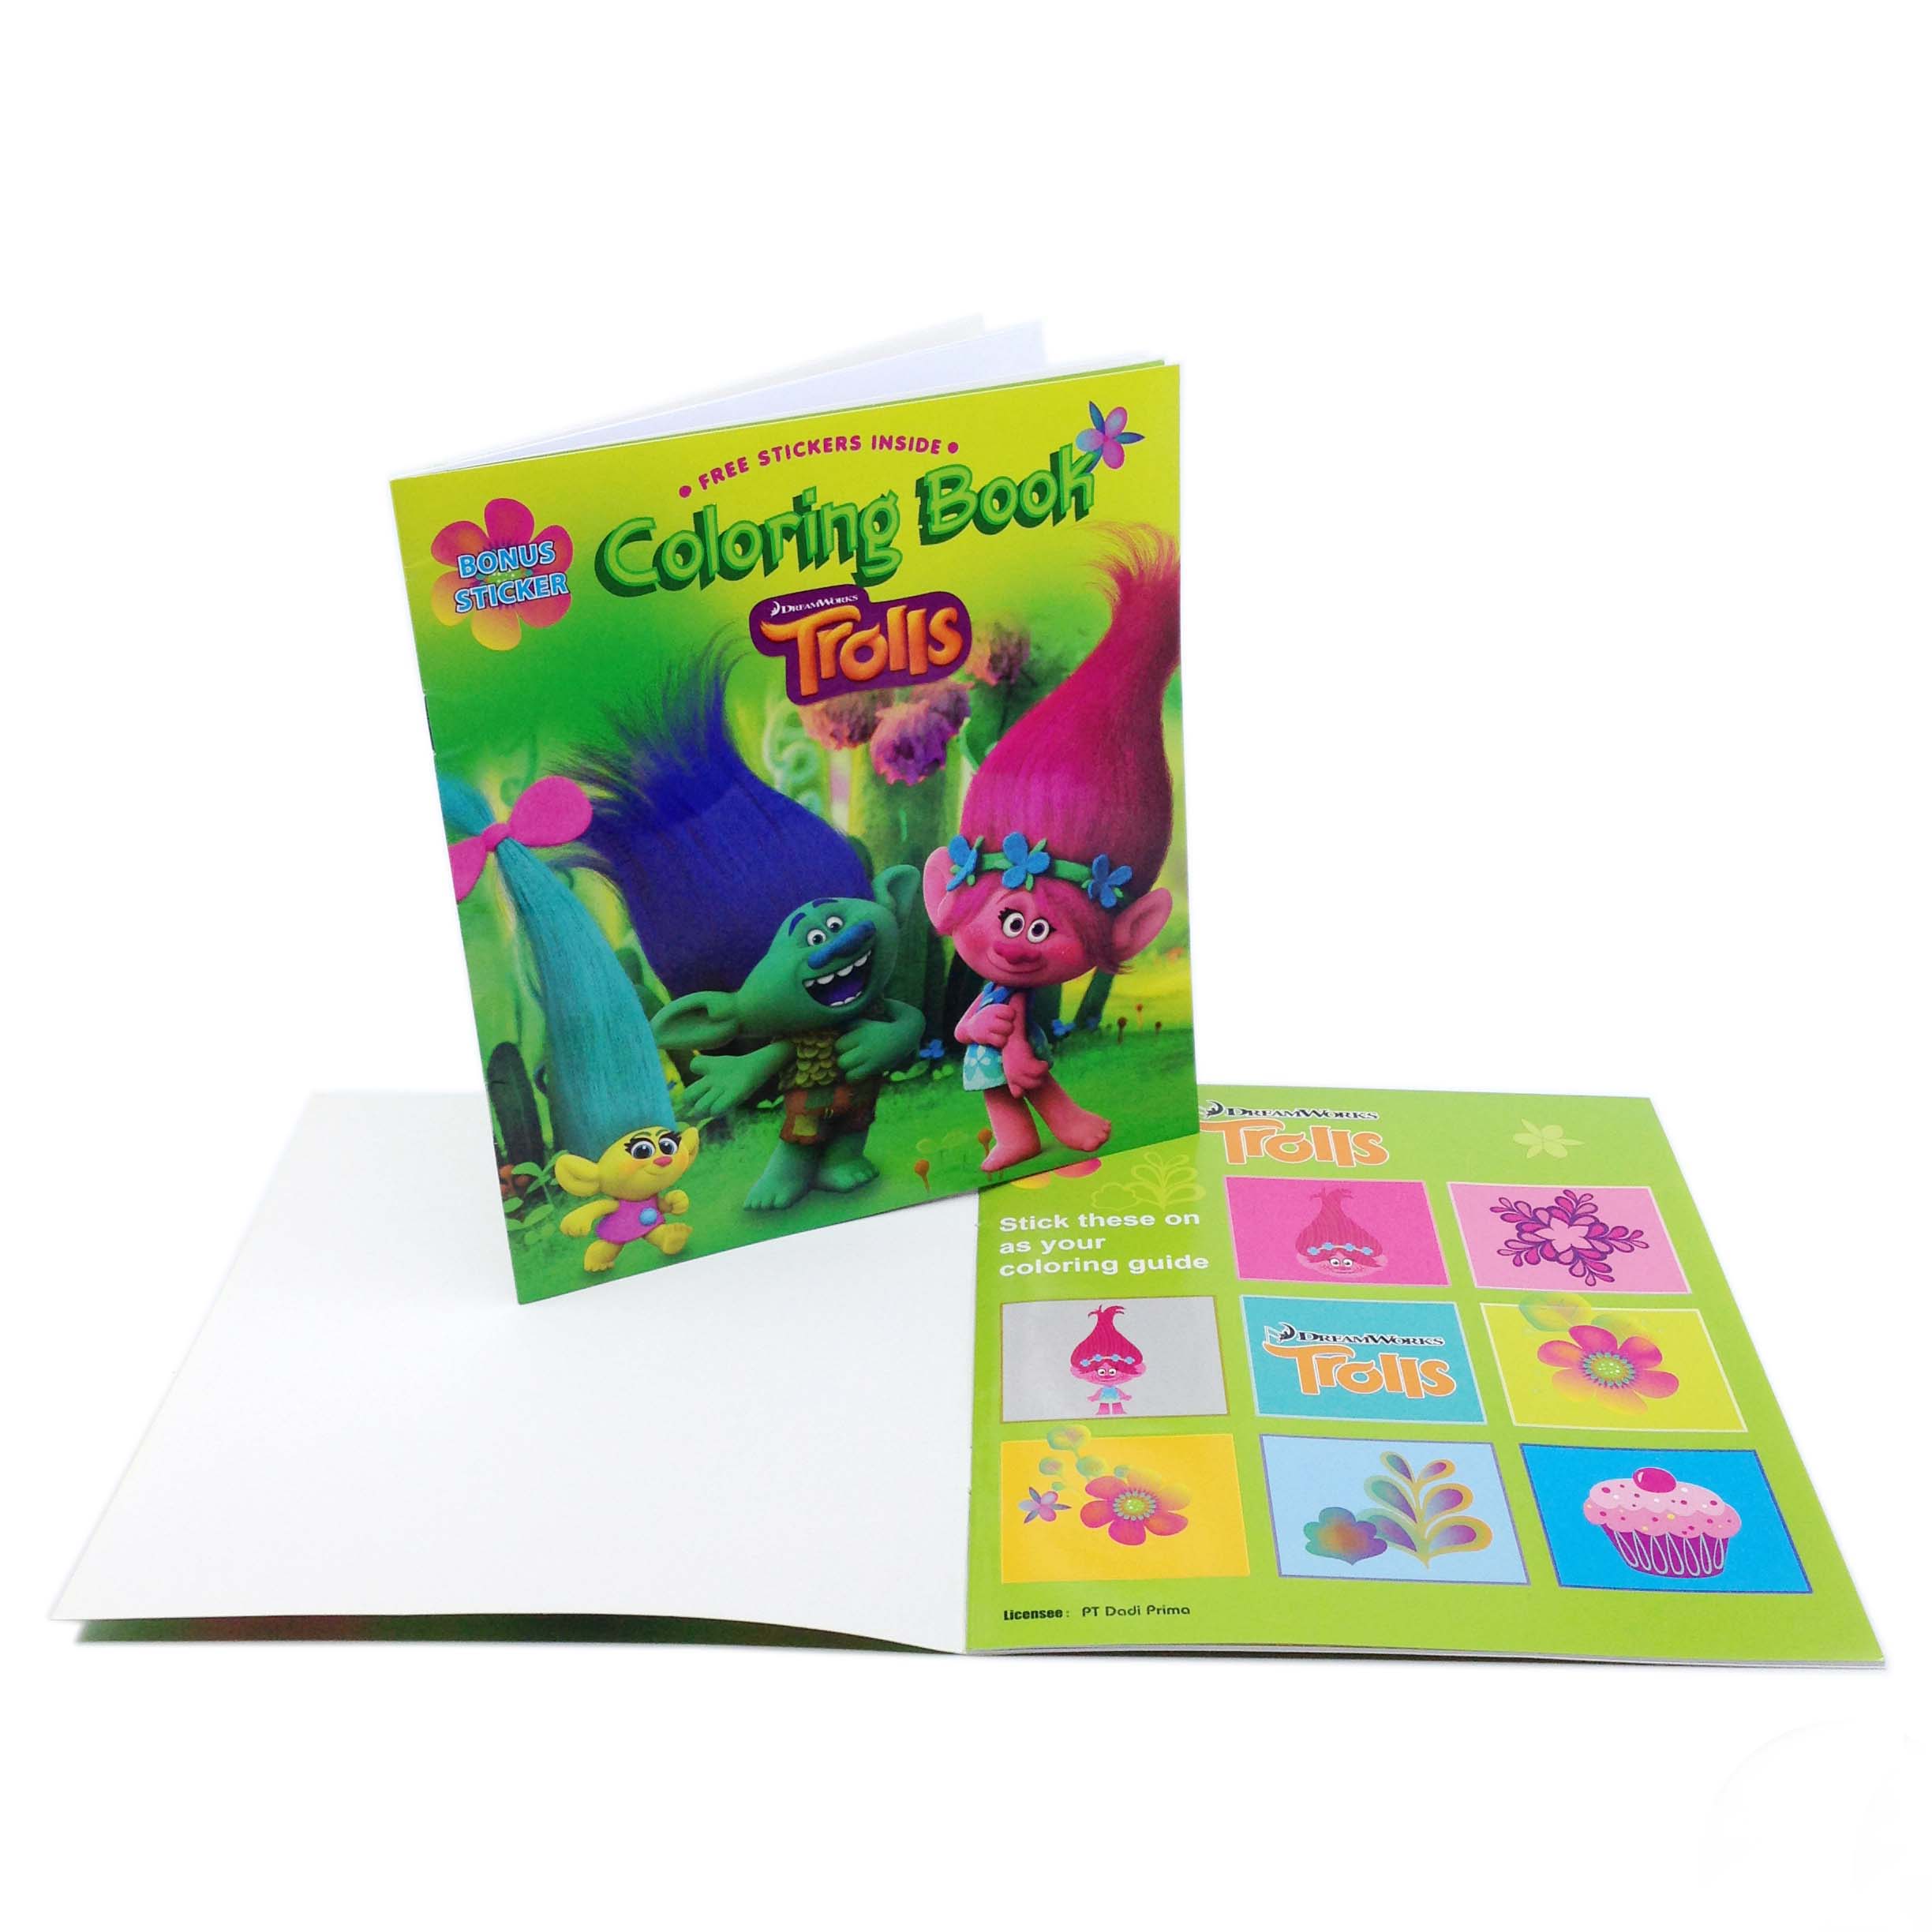 • FREE STICKERS INSIDE •
Coloring Book
BONUS
STICKER
DREAMWORKS
Trolls
DREAMWORKS
Trolls
Stick these on
as your
coloring guide
DREAMWORKS
Trolls
Licensee : PT Dadi Prima